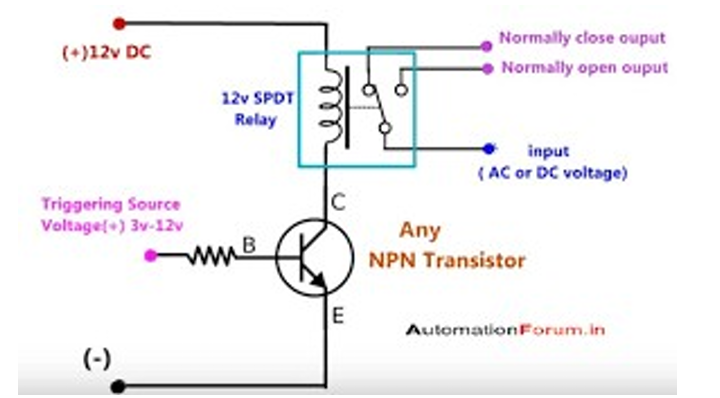 (+)12v DC
Normally close ouput
Normally open ouput
12v SPDT
Relay
input
( AC or DC voltage)
Triggering Source
Voltage(+) 3v-12v
C
B
Any
NPN Transistor
E
AutomationForum.in
(-)